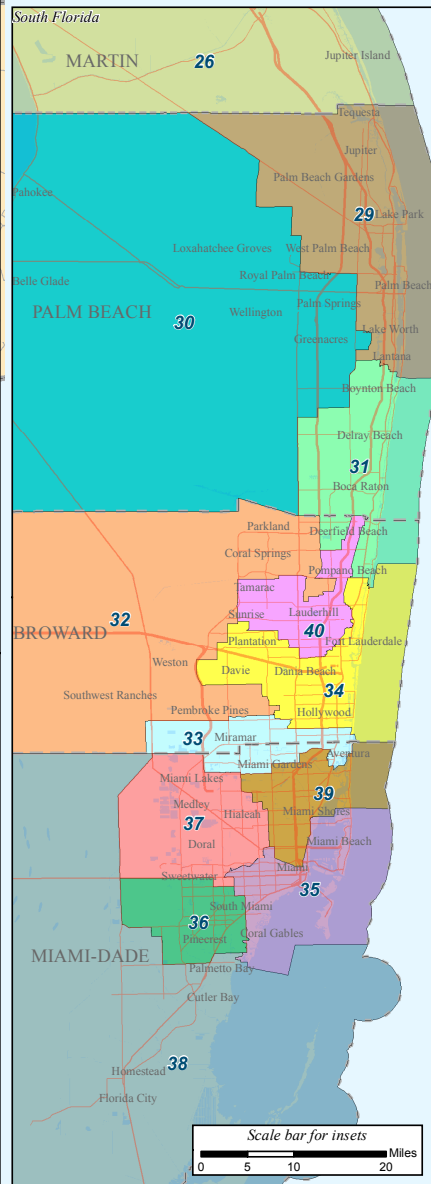 South Florida
MARTIN
26
Jupiter Island
Tequesta
Jupiter
Palm Beach Gardens
Pahokee
29
Lake Park
Loxahatchee Groves
West Palm Beach
Royal Palm Beach
Belle Glade
Palm Beach
Palm Springs
PALM BEACH
Wellington
30
Lake Worth
Greenacres
Lantana
Boynton Beach
Delray Beach
31
Boca Raton
Parkland
Deerfield Beach
Coral Springs
Pompano Beach
Tamarac
32
Sunrise
Lauderhill
BROWARD
40
Plantation
Fort Lauderdale
Weston
Davie
Dania Beach
34
Southwest Ranches
Pembroke Pines
Hollywood
33
Miramar
Aventura
Miami Gardens
Miami Lakes
39
Medley
Hialeah
Miami Shores
37
Doral
Miami Beach
Miami
Sweetwater
35
South Miami
36
Coral Gables
Pinecrest
MIAMI-DADE
Palmetto Bay
Cutler Bay
38
Homestead
Florida City
Scale bar for insets
Miles
0 5 10 20